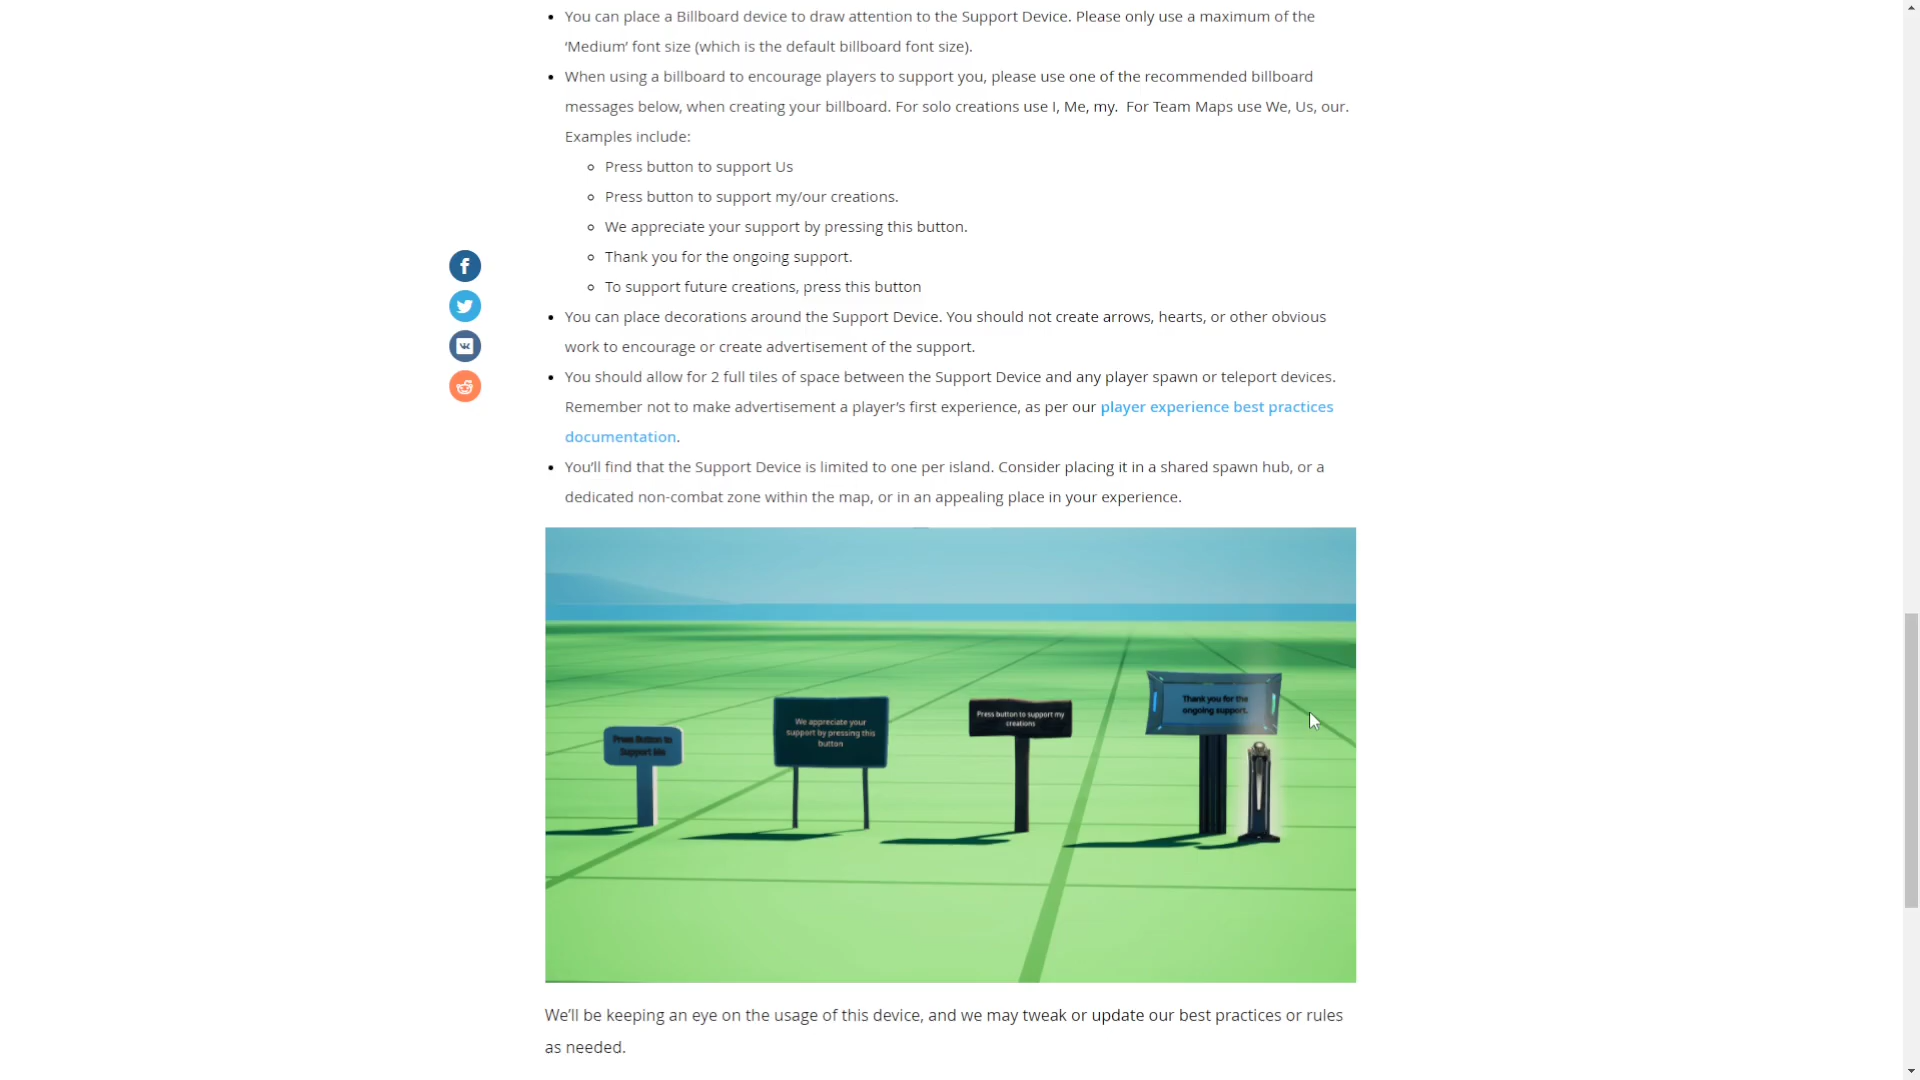 You can place a Billboard device to draw attention to the Support Device. Please only use a maximum of the
‘Medium’ font size (which is the default billboard font size).
When using a billboard to encourage players to support you, please use one of the recommended billboard
messages below, when creating your billboard. For solo creations use I, Me, my.  For Team Maps use We, Us, our.
Examples include:
Press button to support Us
Press button to support my/our creations.
We appreciate your support by pressing this button.
Thank you for the ongoing support.
To support future creations, press this button
You can place decorations around the Support Device. You should not create arrows, hearts, or other obvious
work to encourage or create advertisement of the support.
You should allow for 2 full tiles of space between the Support Device and any player spawn or teleport devices.
Remember not to make advertisement a player’s first experience, as per our player experience best practices
documentation.
You’ll find that the Support Device is limited to one per island. Consider placing it in a shared spawn hub, or a
dedicated non-combat zone within the map, or in an appealing place in your experience.
Press Button to
Support Me
We appreciate your
support by pressing this
button
Press button to support my
creations
Thank you for the
ongoing support.
We’ll be keeping an eye on the usage of this device, and we may tweak or update our best practices or rules
as needed.